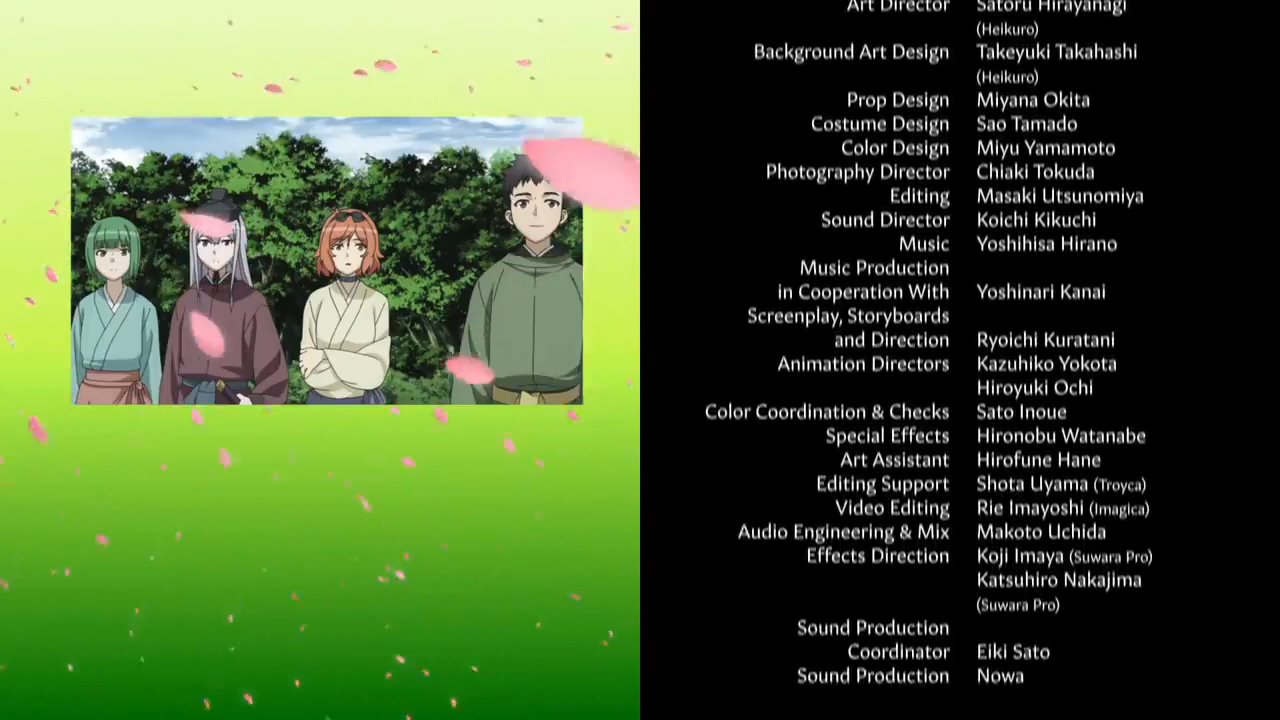 Art Director Satoru Hirayanagi
(Heikuro)
Background Art Design Takeyuki Takahashi
(Heikuro)
Prop Design Miyana Okita
Costume Design Sao Tamado
Color Design Miyu Yamamoto
Photography Director Chiaki Tokuda
Editing Masaki Utsunomiya
Sound Director Koichi Kikuchi
Music Yoshihisa Hirano
Music Production
in Cooperation With Yoshinari Kanai
Screenplay, Storyboards
and Direction Ryoichi Kuratani
Animation Directors Kazuhiko Yokota
Hiroyuki Ochi
Color Coordination & Checks Sato Inoue
Special Effects Hironobu Watanabe
Art Assistant Hirofune Hane
Editing Support Shota Uyama (Troyca)
Video Editing Rie Imayoshi (Imagica)
Audio Engineering & Mix Makoto Uchida
Effects Direction Koji Imaya (Suwara Pro)
Katsuhiro Nakajima
(Suwara Pro)
Sound Production
Coordinator Eiki Sato
Sound Production Nowa